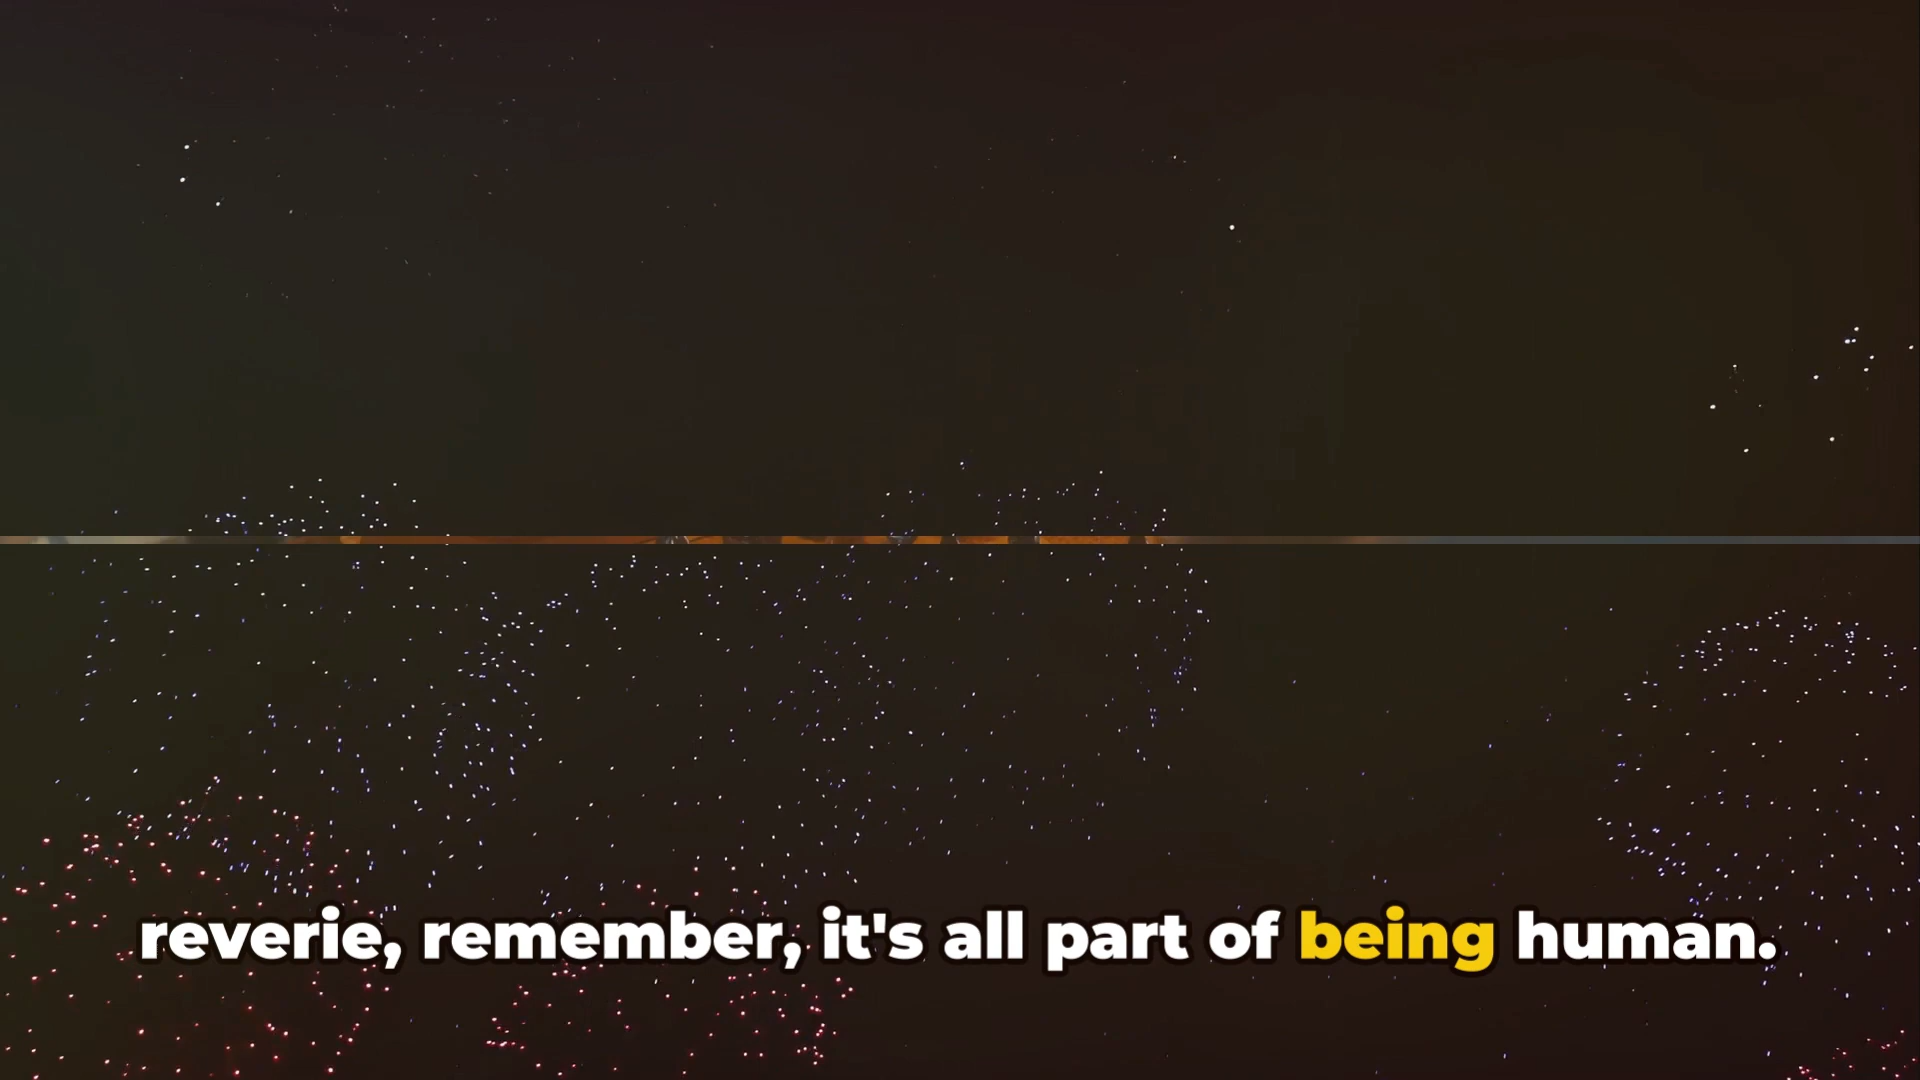 reverie, remember, it's all part of being human.